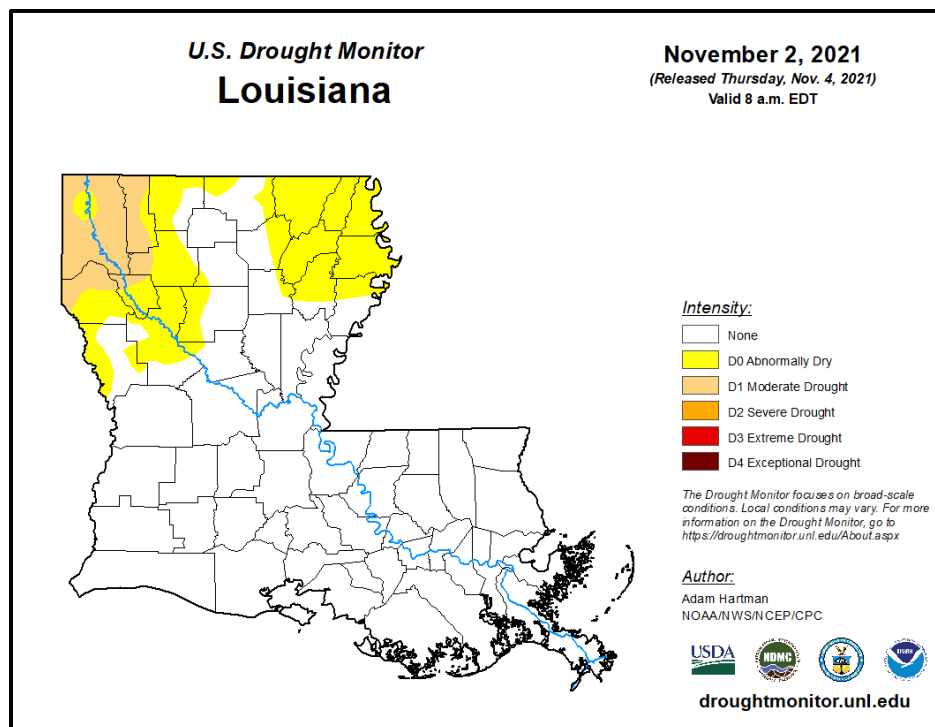 U.S. Drought Monitor
Louisiana
November 2, 2021
(Released Thursday, Nov. 4, 2021)
Valid 8 a.m. EDT
Intensity:
None
D0 Abnormally Dry
D1 Moderate Drought
D2 Severe Drought
D3 Extreme Drought
D4 Exceptional Drought
The Drought Monitor focuses on broad-scale
conditions. Local conditions may vary. For more
information on the Drought Monitor, go to
https://droughtmonitor.unl.edu/About.aspx
Author:
Adam Hartman
NOAA/NWS/NCEP/CPC
USDA
NDMC
NOAA
droughtmonitor.unl.edu